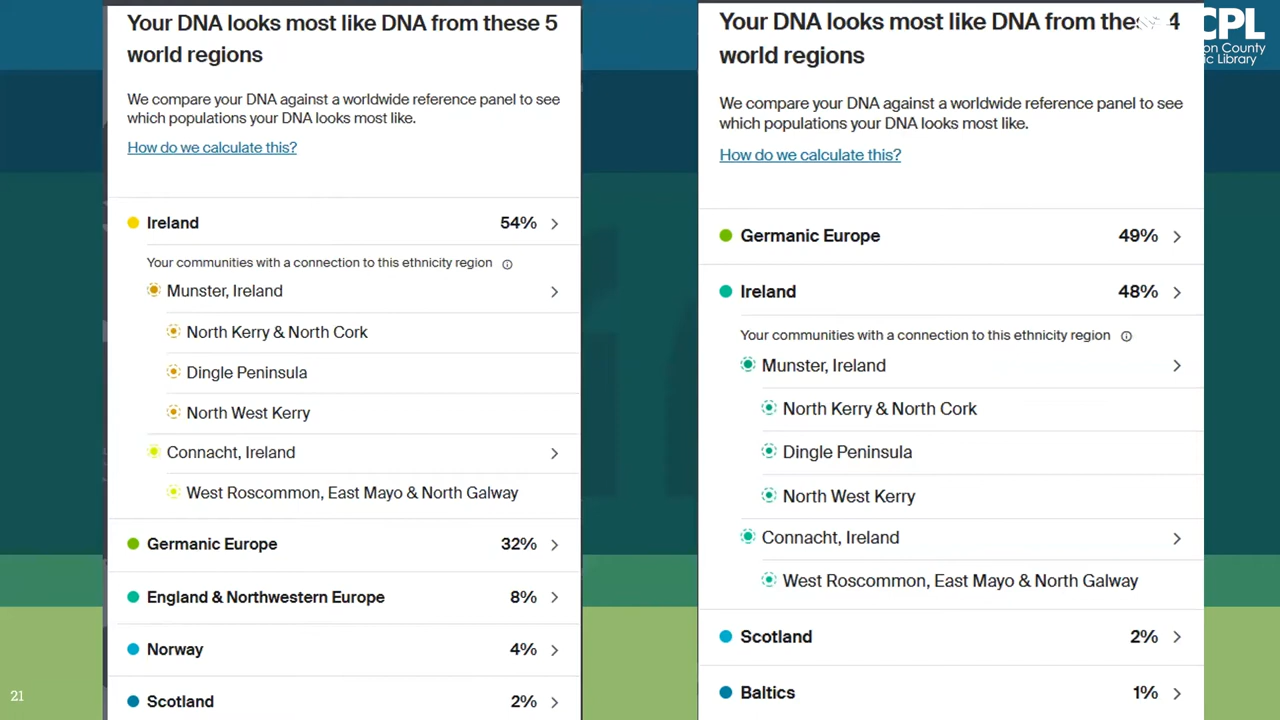 Your DNA looks most like DNA from these 5
world regions
We compare your DNA against a worldwide reference panel to see
which populations your DNA looks most like.
How do we calculate this?
Ireland 54%
Your communities with a connection to this ethnicity region
Munster, Ireland
North Kerry & North Cork
Dingle Peninsula
North West Kerry
Connacht, Ireland
West Roscommon, East Mayo & North Galway
Germanic Europe 32%
England & Northwestern Europe 8%
Norway 4%
Scotland 2%
21
Your DNA looks most like DNA from these 4
world regions
We compare your DNA against a worldwide reference panel to see
which populations your DNA looks most like.
How do we calculate this?
Germanic Europe 49%
Ireland 48%
Your communities with a connection to this ethnicity region
Munster, Ireland
North Kerry & North Cork
Dingle Peninsula
North West Kerry
Connacht, Ireland
West Roscommon, East Mayo & North Galway
Scotland 2%
Baltics 1%
CPL
on County
ic Library